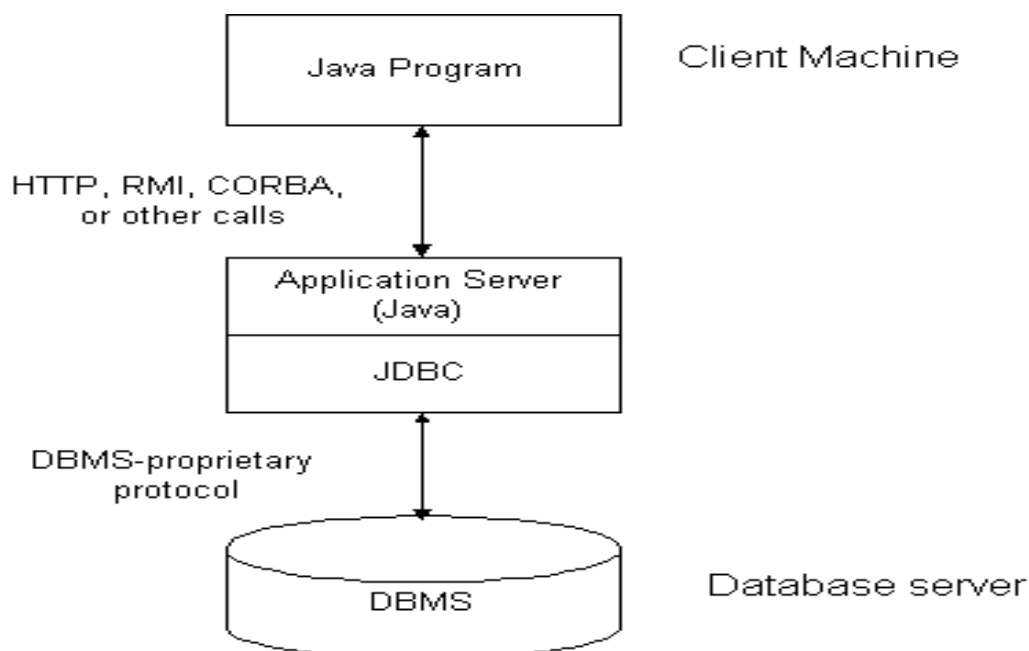 Java Program
Client Machine
HTTP, RMI, CORBA,
or other calls
Application Server
(Java)
JDBC
DBMS-proprietary
protocol
DBMS
Database server